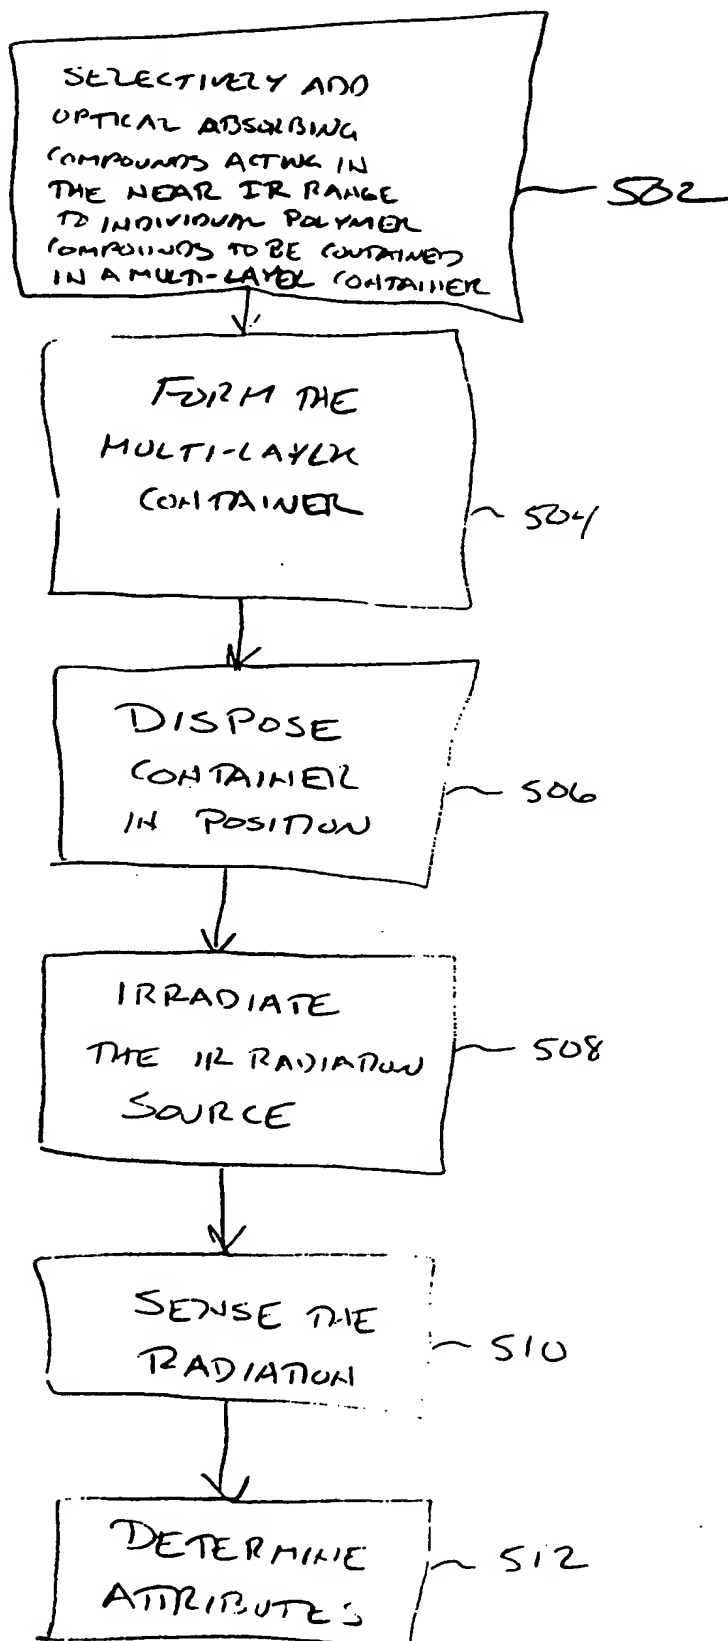 SELECTIVELY ADD
OPTICAL ABSORBING
COMPOUNDS ACTING IN
THE NEAR IR RANGE
TO INDIVIDUAL POLYMER
COMPOUNDS TO BE CONTAINED
IN A MULTI-LAYER CONTAINER
502
FORM THE
MULTI-LAYER
CONTAINER
504
DISPOSE
CONTAINER
IN POSITION
506
IRRADIATE
THE IR RADIATION
SOURCE
508
SENSE THE
RADIATION
510
DETERMINE
ATTRIBUTES
512